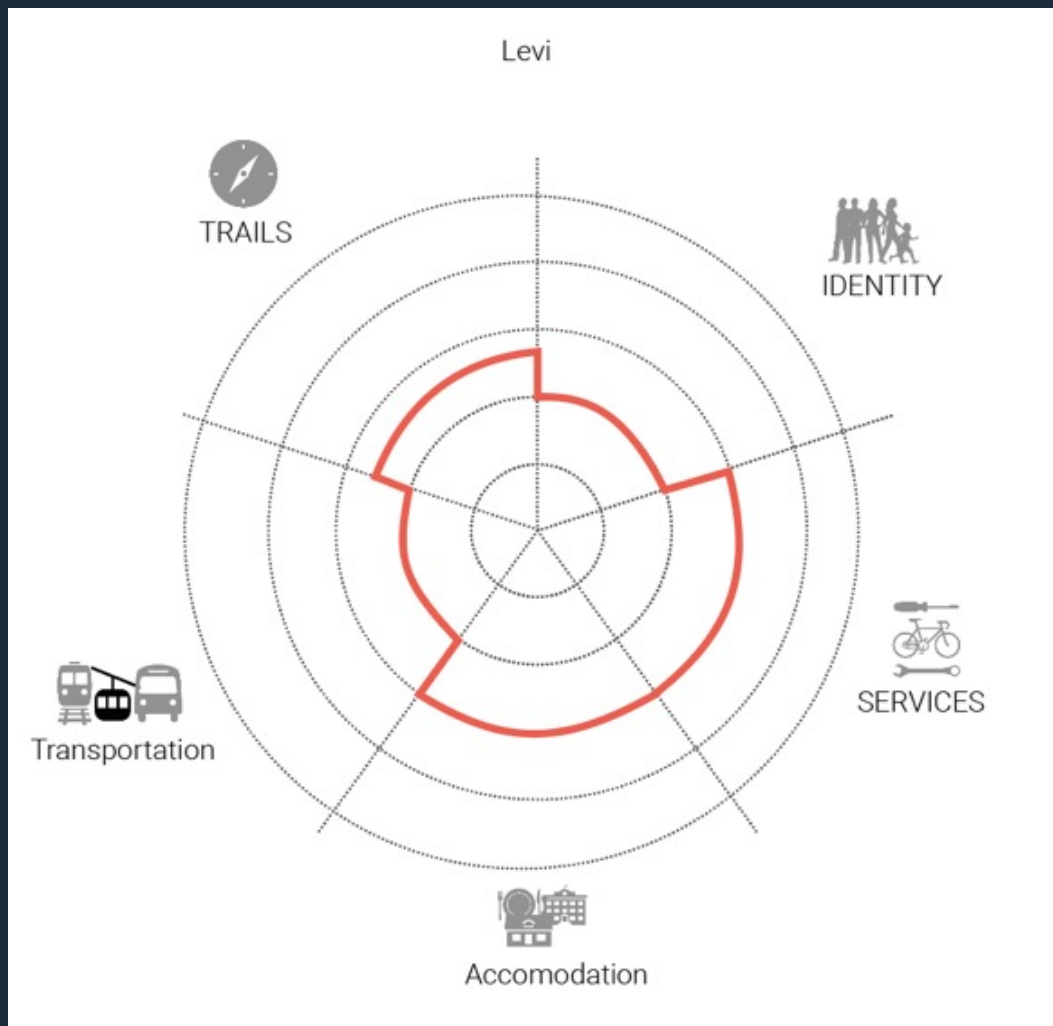 Levi
TRAILS
IDENTITY
SERVICES
Transportation
Accomodation